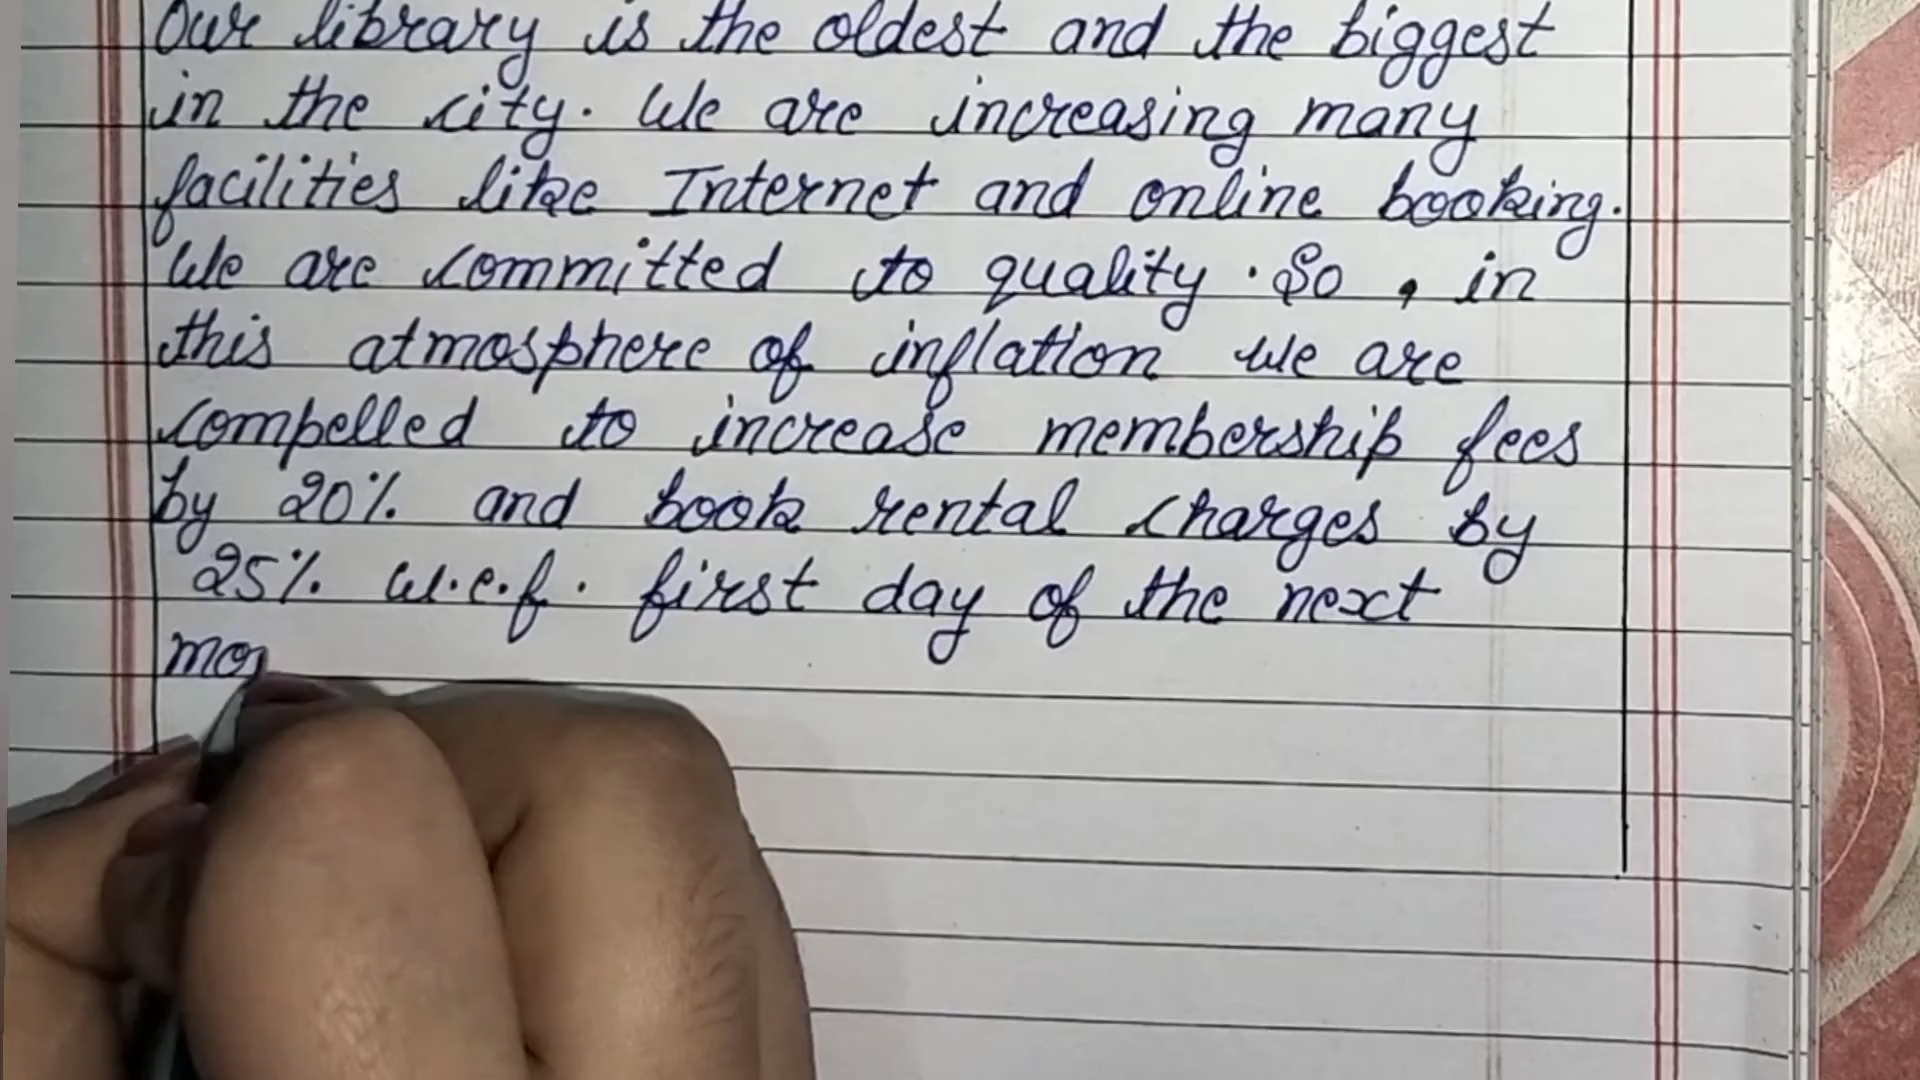 Our library is the oldest and the biggest
in the city. We are increasing many
facilities like Internet and online booking.
We are committed to quality. So, in
this atmosphere of inflation we are
compelled to increase membership fees
by 20% and book rental charges by
25% w.e.f. first day of the next